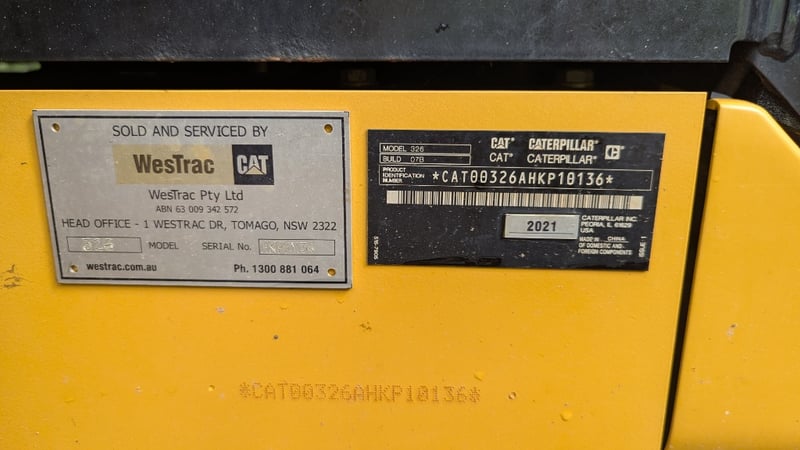 SOLD AND SERVICED BY
WesTrac CAT
WesTrac Pty Ltd
ABN 63 009 342 572
HEAD OFFICE - 1 WESTRAC DR, TOMAGO, NSW 2322
326 MODEL SERIAL No.
westrac.com.au Ph. 1300 881 064
MODEL 326
BUILD 07B
CAT® CATERPILLAR®
CAT® CATERPILLAR®
PRODUCT IDENTIFICATION NUMBER
*CAT00326AHKP10136*
2021
CATERPILLAR INC.
PEORIA, IL 61629
USA
MADE IN CHINA
OF DOMESTIC AND
FOREIGN COMPONENTS
*CAT00326AHKP10136*